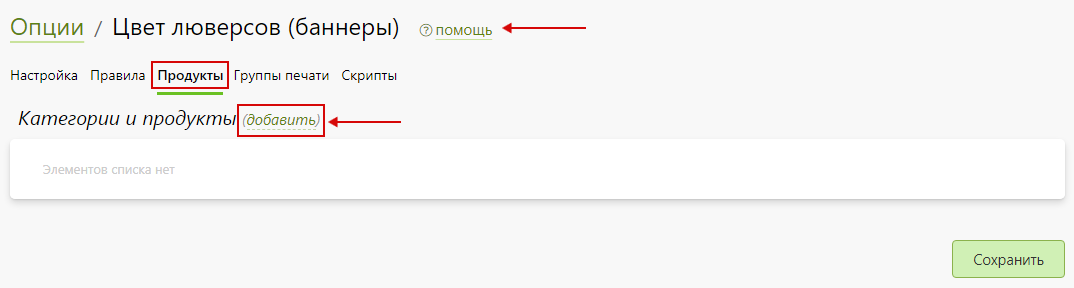 Опции / Цвет люверсов (баннеры) ? помощь
Настройка Правила Продукты Группы печати Скрипты
Категории и продукты (добавить)
Элементов списка нет
Сохранить